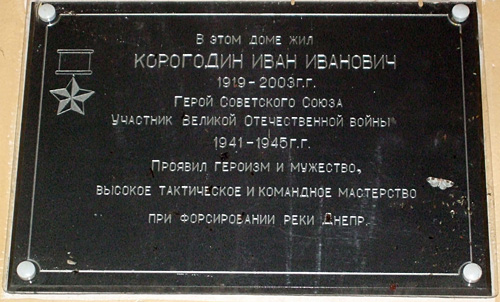 В этом доме жил
Корогодин Иван Иванович
1919-2003г.г.
Герой Советского Союза
Участник Великой Отечественной войны
1941-1945г.г.
Проявил героизм и мужество,
высокое тактическое и командное мастерство
при форсировании реки Днепр.